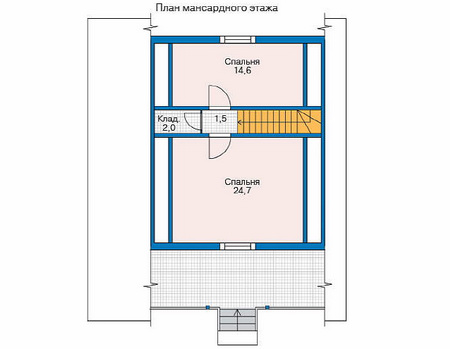 План мансардного этажа
Спальня
14,6
Клад.
2,0
1,5
Спальня
24,7